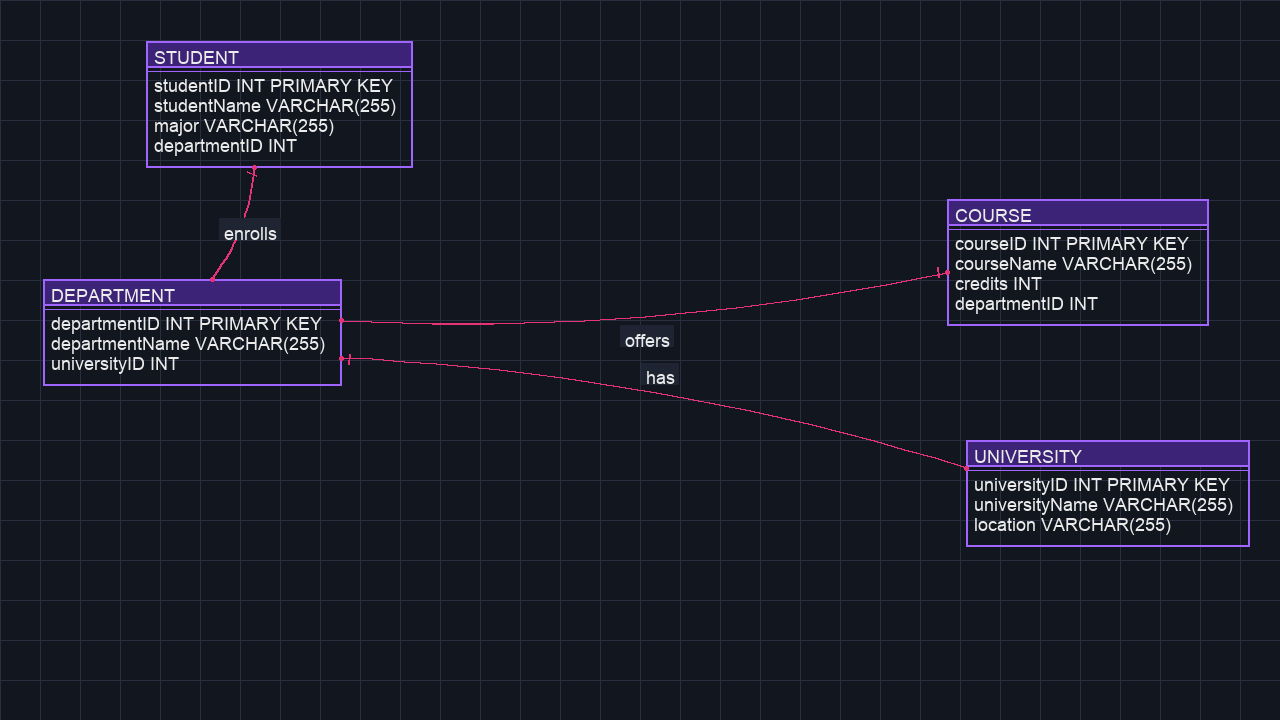 STUDENT
studentID INT PRIMARY KEY
studentName VARCHAR(255)
major VARCHAR(255)
departmentID INT
enrolls
DEPARTMENT
departmentID INT PRIMARY KEY
departmentName VARCHAR(255)
universityID INT
offers
has
COURSE
courseID INT PRIMARY KEY
courseName VARCHAR(255)
credits INT
departmentID INT
UNIVERSITY
universityID INT PRIMARY KEY
universityName VARCHAR(255)
location VARCHAR(255)